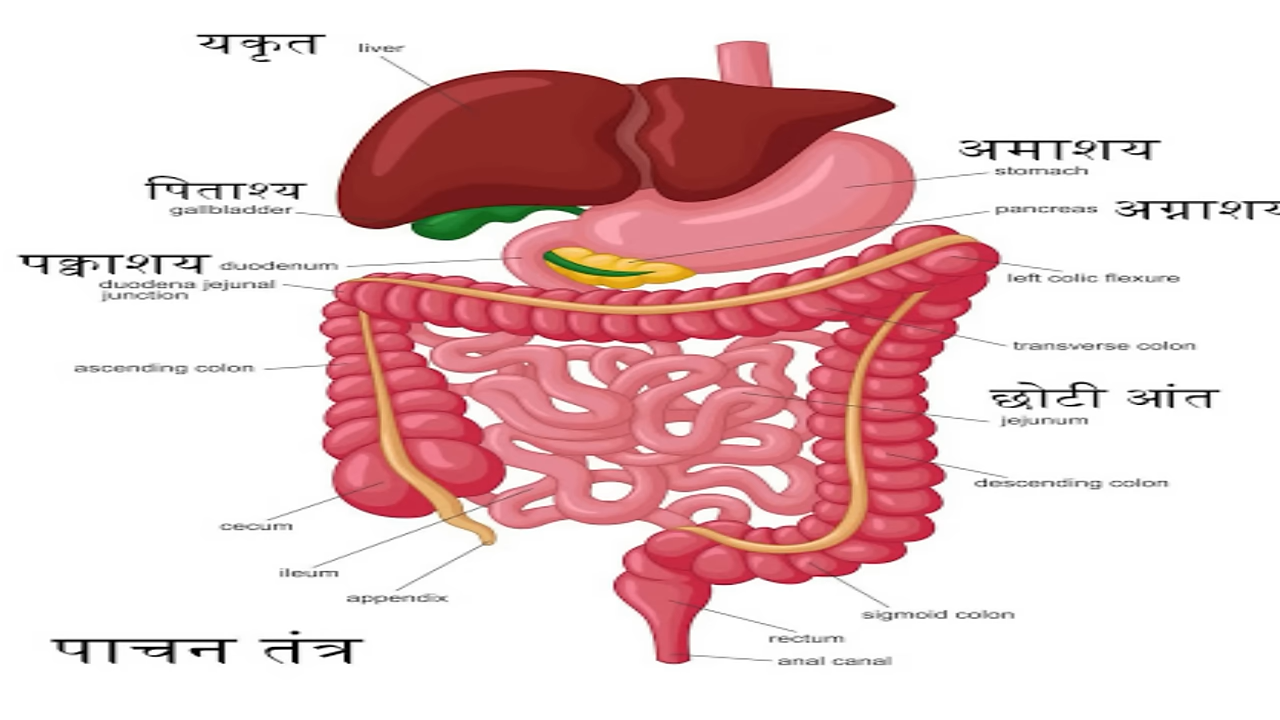 यकृत liver
अमाशय
stomach
पिताश्य
gallbladder
pancreas अग्नाशय
पक्वाशय duodenum
duodena jejunal
junction
left colic flexure
transverse colon
ascending colon
छोटी आंत
jejunum
descending colon
cecum
ileum
appendix
sigmoid colon
rectum
anal canal
पाचन तंत्र